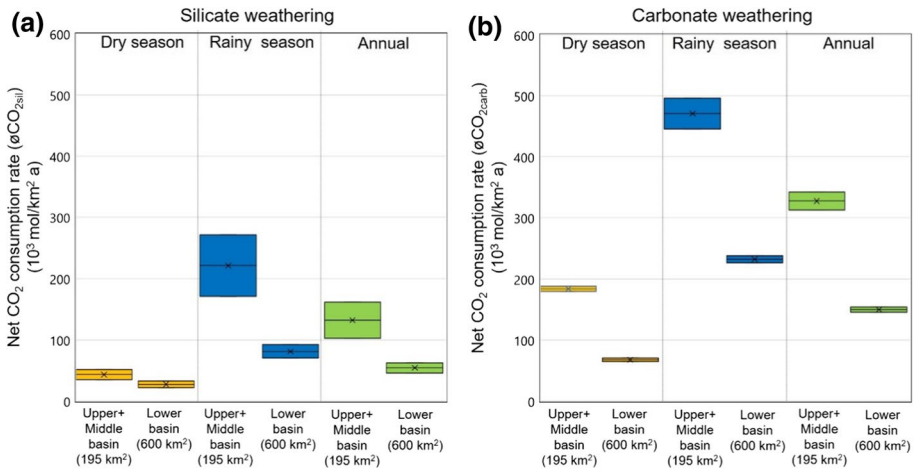 (a)
Silicate weathering
Dry season
Rainy season
Annual
Net CO₂ consumption rate (øCO₂sil)
(10³ mol/km² a)
600
500
400
300
200
100
0
Upper+
Middle
basin
(195 km²)
Lower
basin
(600 km²)
Upper+
Middle
basin
(195 km²)
Lower
basin
(600 km²)
Upper+
Middle
basin
(195 km²)
Lower
basin
(600 km²)
(b)
Carbonate weathering
Dry season
Rainy season
Annual
Net CO₂ consumption rate (øCO₂carb)
(10³ mol/km² a)
600
500
400
300
200
100
0
Upper+
Middle
basin
(195 km²)
Lower
basin
(600 km²)
Upper+
Middle
basin
(195 km²)
Lower
basin
(600 km²)
Upper+
Middle
basin
(195 km²)
Lower
basin
(600 km²)